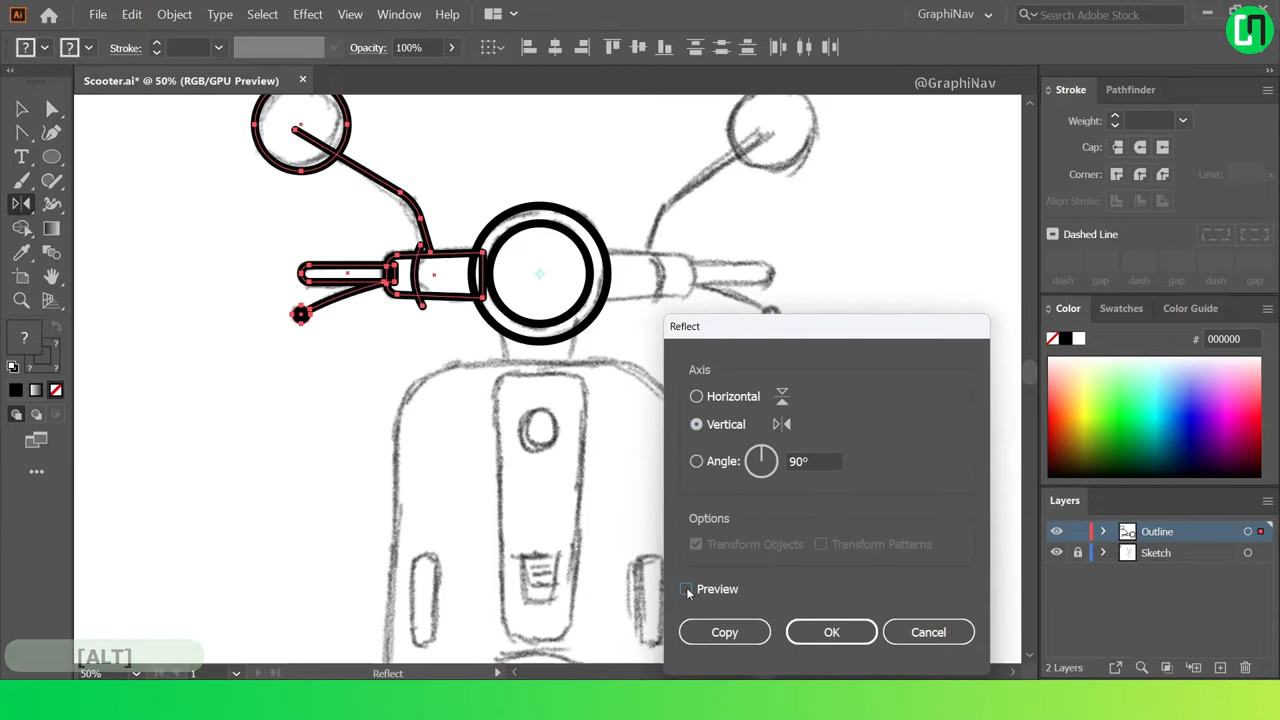 Ai File Edit Object Type Select Effect View Window Help GraphiNav Search Adobe Stock
? ? Stroke: Opacity: 100%
Scooter.ai* @ 50% (RGB/GPU Preview) × @GraphiNav
Stroke Pathfinder
Weight:
Cap:
Corner: Limit: x
Align Stroke:
Dashed Line
dash gap dash gap dash gap
Color Swatches Color Guide
# 000000
Reflect
Axis
Horizontal
Vertical
Angle: 90°
Options
Transform Objects Transform Patterns
Preview
Copy OK Cancel
Layers
Outline
Sketch
2 Layers
?
?
?
?
[ALT]
50% 1 Reflect